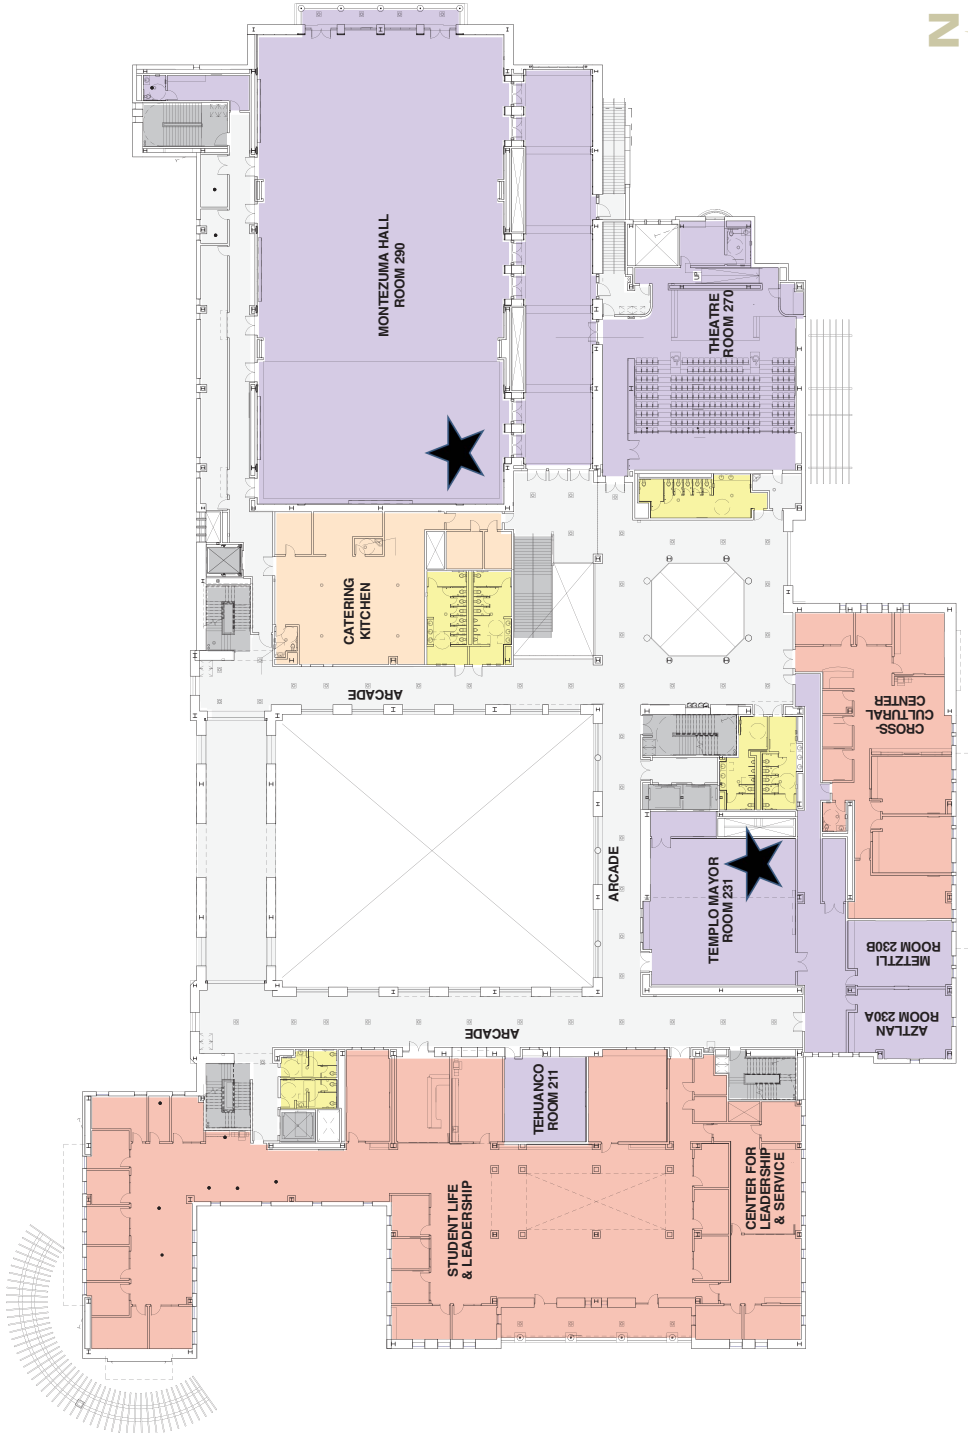 N
MONTEZUMA HALL
ROOM 290
UP
THEATRE
ROOM 270
CATERING
KITCHEN
ARCADE
CROSS-
CULTURAL
CENTER
ARCADE
TEMPLO MAYOR
ROOM 231
METZTLI
ROOM 230B
AZTLAN
ROOM 230A
ARCADE
TEHUANCO
ROOM 211
STUDENT LIFE
& LEADERSHIP
CENTER FOR
LEADERSHIP
& SERVICE